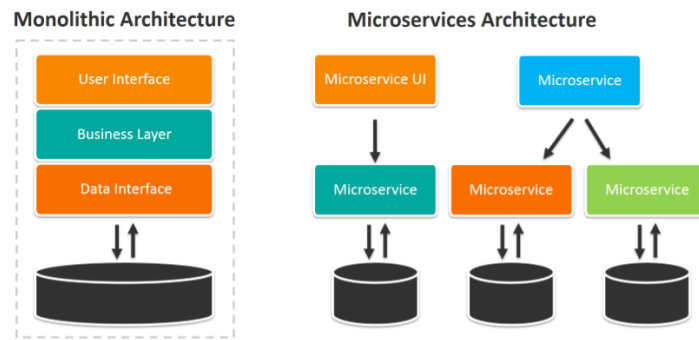 Monolithic Architecture
Microservices Architecture
User Interface
Business Layer
Data Interface
Microservice UI
Microservice
Microservice
Microservice
Microservice